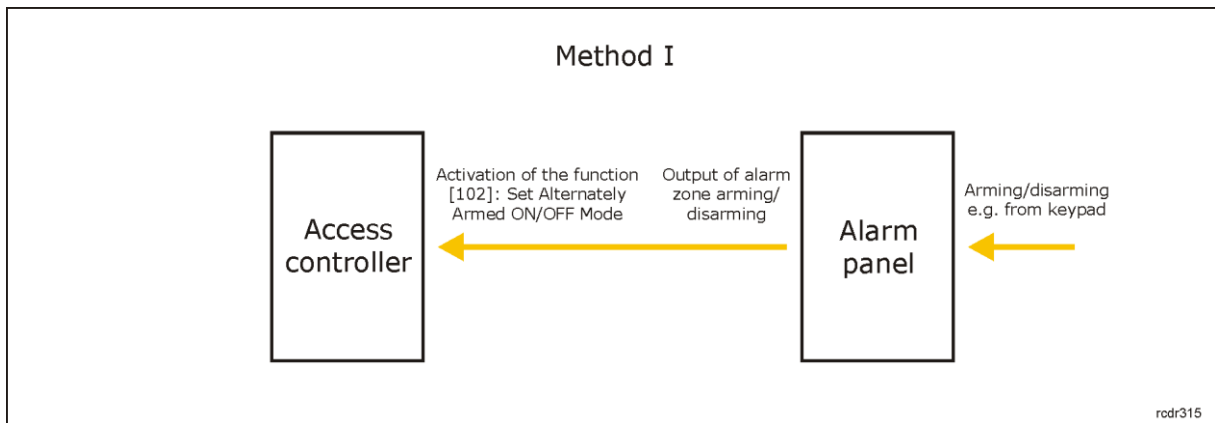 Method I
Access
controller
Activation of the function
[102]: Set Alternately
Armed ON/OFF Mode
Output of alarm
zone arming/
disarming
Alarm
panel
Arming/disarming
e.g. from keypad
rcdr315